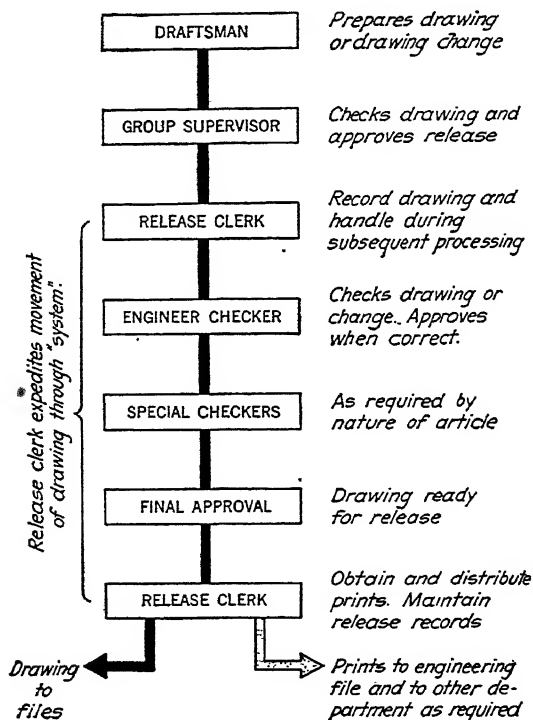 DRAFTSMAN
Prepares drawing
or drawing change
GROUP SUPERVISOR
Checks drawing and
approves release
RELEASE CLERK
Record drawing and
handle during
subsequent processing
ENGINEER CHECKER
Checks drawing or
change. Approves
when correct.
SPECIAL CHECKERS
As required by
nature of article
FINAL APPROVAL
Drawing ready
for release
RELEASE CLERK
Obtain and distribute
prints. Maintain
release records
Release clerk expedites movement
of drawing through "system".
Drawing
to
files
Prints to engineering
file and to other de-
partment as required